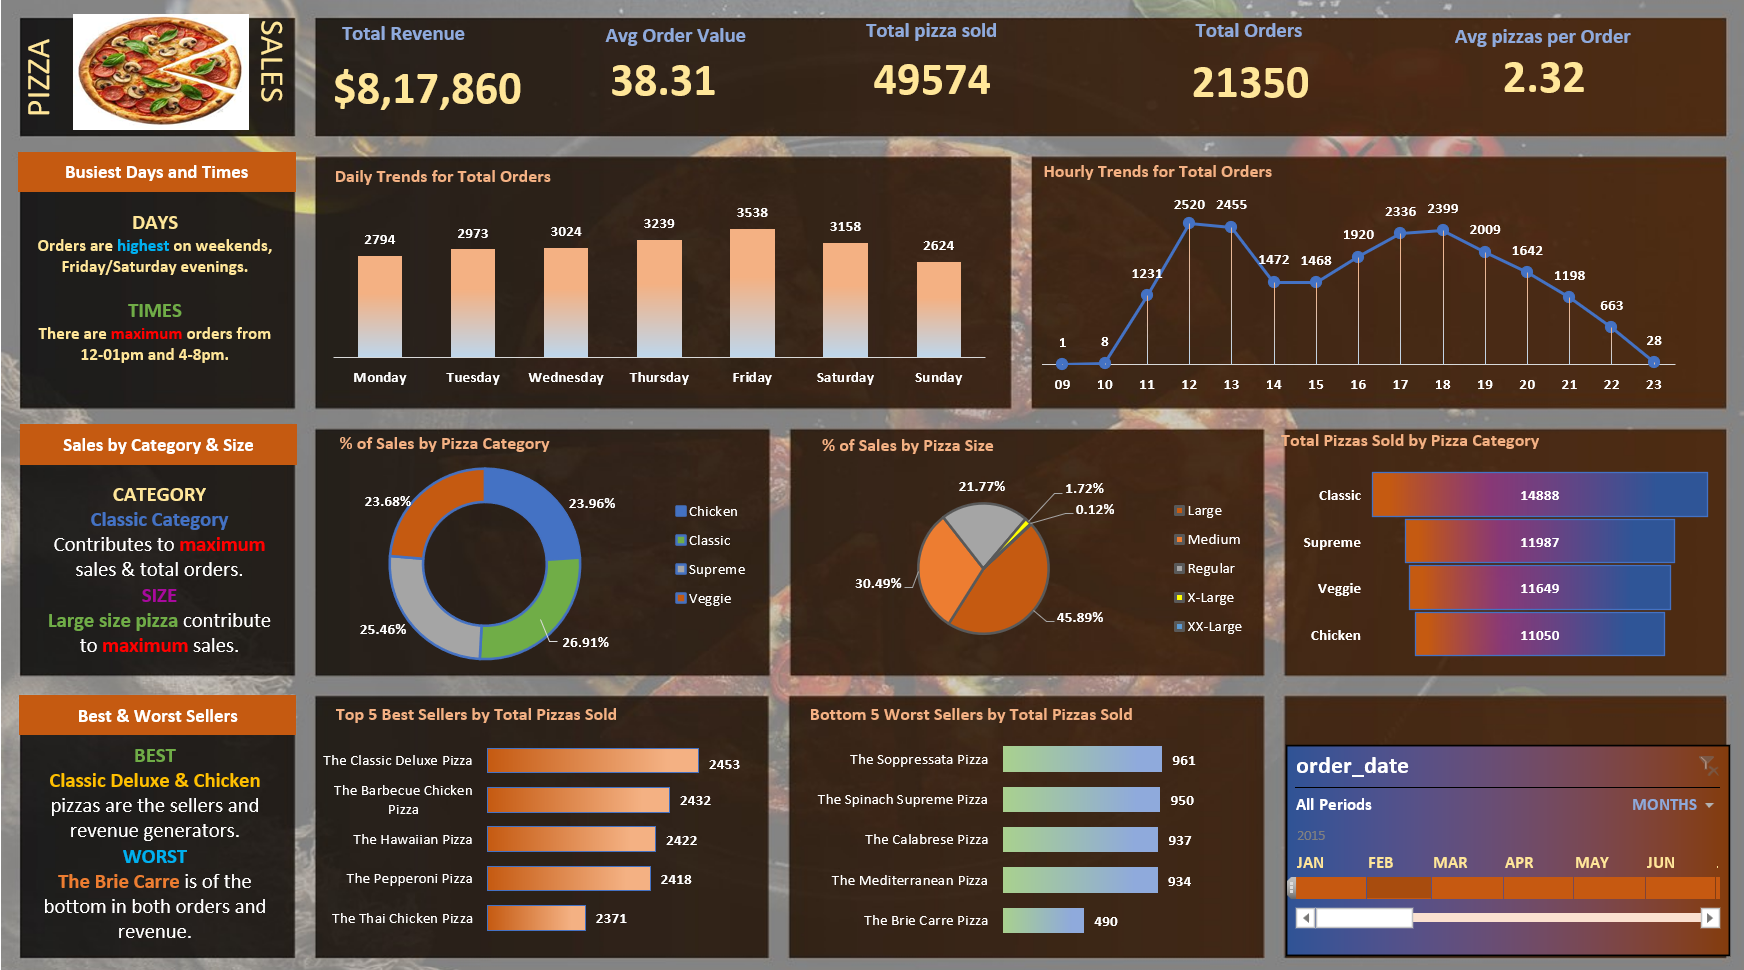 PIZZA
SALES
Total Revenue
$8,17,860
Avg Order Value
38.31
Total pizza sold
49574
Total Orders
21350
Avg pizzas per Order
2.32
Busiest Days and Times
DAYS
Orders are highest on weekends,
Friday/Saturday evenings.
TIMES
There are maximum orders from
12-01pm and 4-8pm.
Daily Trends for Total Orders
2794
2973
3024
3239
3538
3158
2624
Monday
Tuesday
Wednesday
Thursday
Friday
Saturday
Sunday
Hourly Trends for Total Orders
1
8
1231
2520
2455
1472
1468
1920
2336
2399
2009
1642
1198
663
28
09
10
11
12
13
14
15
16
17
18
19
20
21
22
23
Sales by Category & Size
CATEGORY
Classic Category
Contributes to maximum
sales & total orders.
SIZE
Large size pizza contribute
to maximum sales.
% of Sales by Pizza Category
23.68%
23.96%
25.46%
26.91%
Chicken
Classic
Supreme
Veggie
% of Sales by Pizza Size
21.77%
1.72%
0.12%
30.49%
45.89%
Large
Medium
Regular
X-Large
XX-Large
Total Pizzas Sold by Pizza Category
Classic 14888
Supreme 11987
Veggie 11649
Chicken 11050
Best & Worst Sellers
BEST
Classic Deluxe & Chicken
pizzas are the sellers and
revenue generators.
WORST
The Brie Carre is of the
bottom in both orders and
revenue.
Top 5 Best Sellers by Total Pizzas Sold
The Classic Deluxe Pizza 2453
The Barbecue Chicken
Pizza 2432
The Hawaiian Pizza 2422
The Pepperoni Pizza 2418
The Thai Chicken Pizza 2371
Bottom 5 Worst Sellers by Total Pizzas Sold
The Soppressata Pizza 961
The Spinach Supreme Pizza 950
The Calabrese Pizza 937
The Mediterranean Pizza 934
The Brie Carre Pizza 490
order_date
All Periods
MONTHS
2015
JAN
FEB
MAR
APR
MAY
JUN